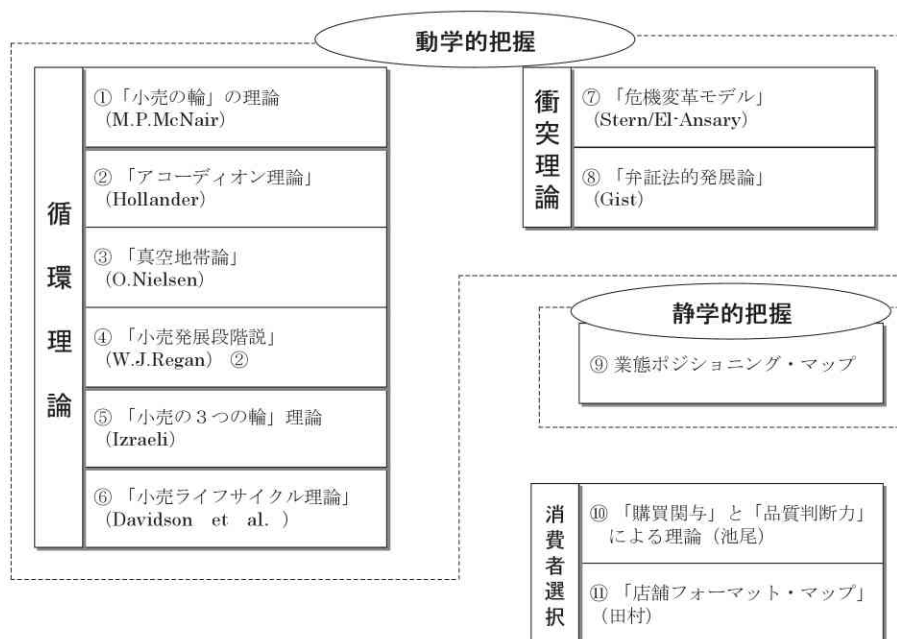 動学的把握
循環理論
①「小売の輪」の理論
(M.P.McNair)
②「アコーディオン理論」
(Hollander)
③「真空地帯論」
(O.Nielsen)
④「小売発展段階説」
(W.J.Regan) ②
⑤「小売の３つの輪」理論
(Izraeli)
⑥「小売ライフサイクル理論」
(Davidson et al. )
衝突理論
⑦「危機変革モデル」
(Stern/El-Ansary)
⑧「弁証法的発展論」
(Gist)
静学的把握
⑨ 業態ポジショニング・マップ
消費者選択
⑩「購買関与」と「品質判断力」
による理論（池尾）
⑪「店舗フォーマット・マップ」
(田村)